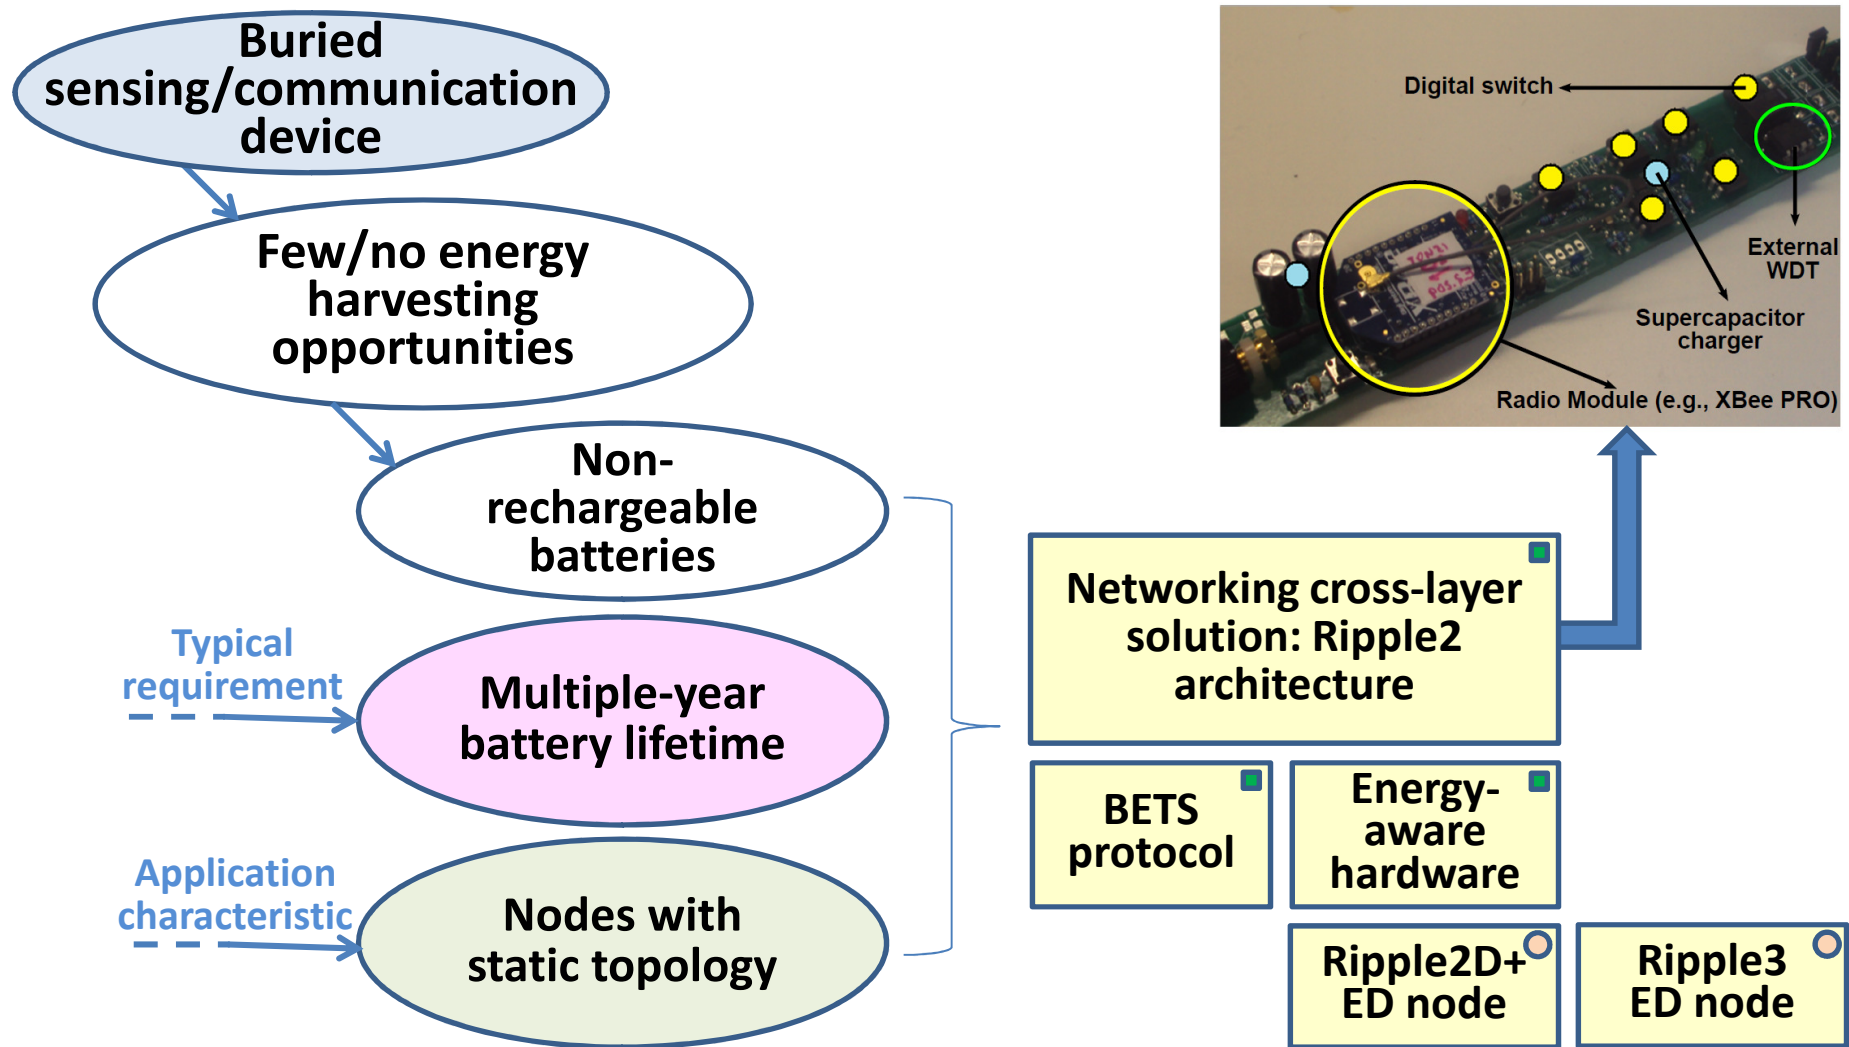 Buried
sensing/communication
device
Few/no energy
harvesting
opportunities
Non-
rechargeable
batteries
Typical
requirement
Multiple-year
battery lifetime
Application
characteristic
Nodes with
static topology
Digital switch
External
WDT
Supercapacitor
charger
Radio Module (e.g., XBee PRO)
Networking cross-layer
solution: Ripple2
architecture
BETS
protocol
Energy-
aware
hardware
Ripple2D+
ED node
Ripple3
ED node